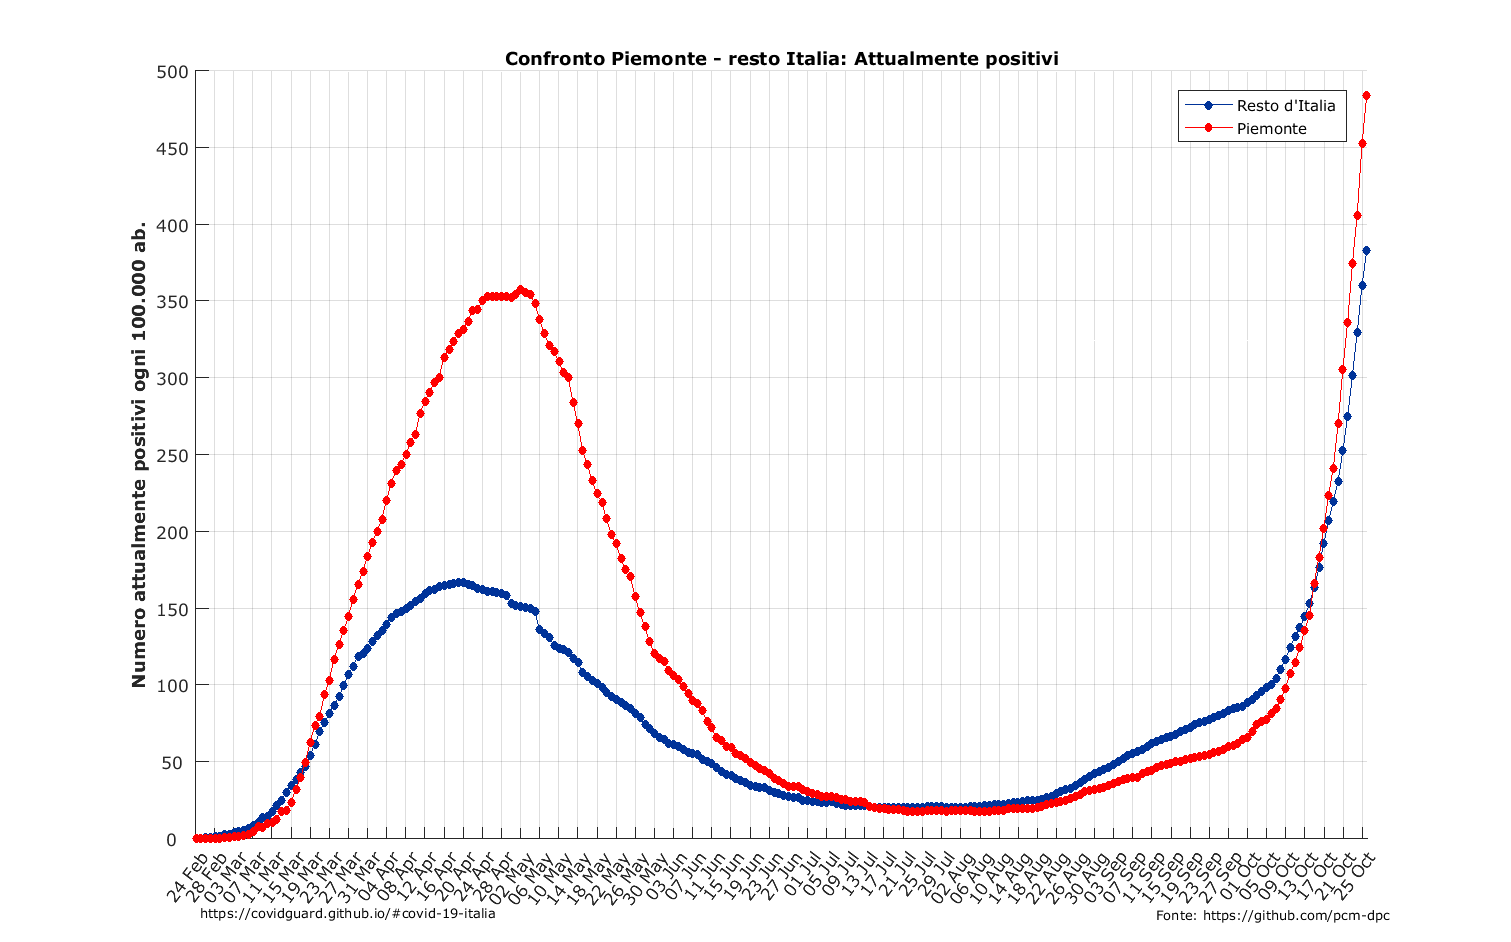 Confronto Piemonte - resto Italia: Attualmente positivi
Numero attualmente positivi ogni 100.000 ab.
500
450
400
350
300
250
200
150
100
50
0
Resto d'Italia
Piemonte
24 Feb
28 Feb
03 Mar
07 Mar
11 Mar
15 Mar
19 Mar
23 Mar
27 Mar
31 Mar
04 Apr
08 Apr
12 Apr
16 Apr
20 Apr
24 Apr
28 Apr
02 May
06 May
10 May
14 May
18 May
22 May
26 May
30 May
03 Jun
07 Jun
11 Jun
15 Jun
19 Jun
23 Jun
27 Jun
01 Jul
05 Jul
09 Jul
13 Jul
17 Jul
21 Jul
25 Jul
29 Jul
02 Aug
06 Aug
10 Aug
14 Aug
18 Aug
22 Aug
26 Aug
30 Aug
03 Sep
07 Sep
11 Sep
15 Sep
19 Sep
23 Sep
27 Sep
01 Oct
05 Oct
09 Oct
13 Oct
17 Oct
21 Oct
25 Oct
https://covidguard.github.io/#covid-19-italia
Fonte: https://github.com/pcm-dpc